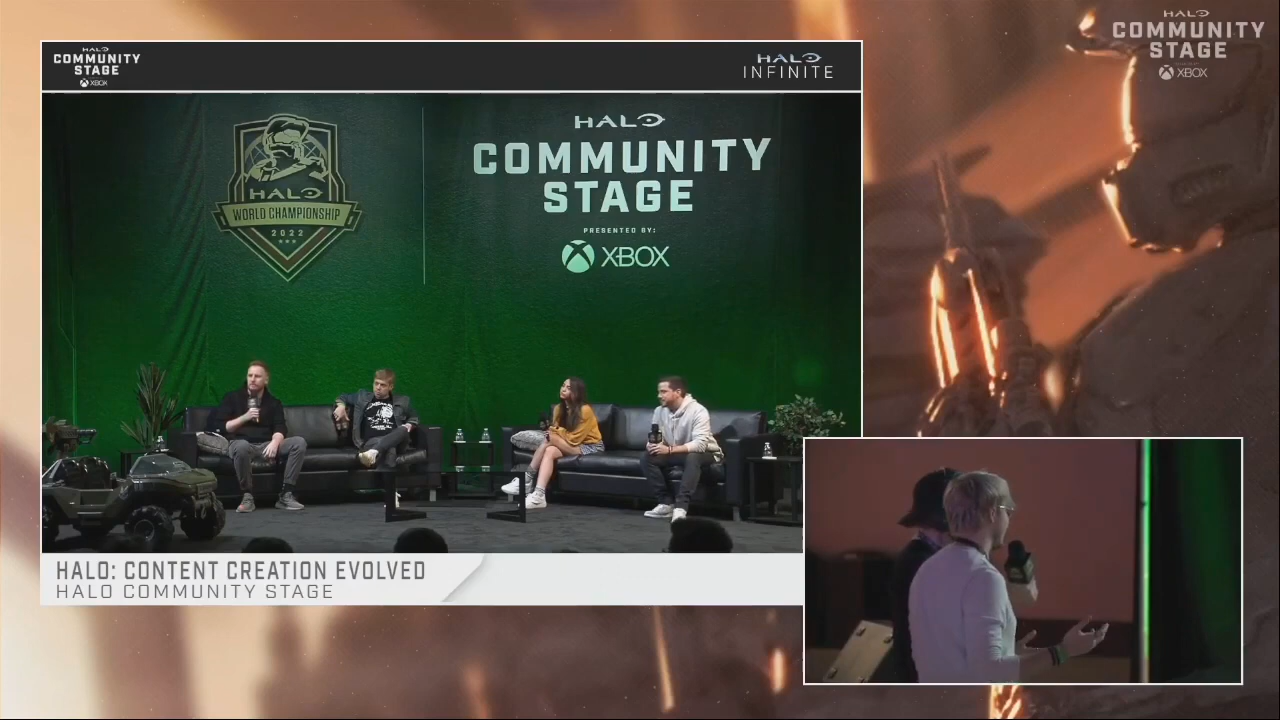 HALO
COMMUNITY
STAGE
XBOX
HALO
INFINITE
HALO
COMMUNITY
STAGE
XBOX
HALO
WORLD CHAMPIONSHIP
2022
HALO
COMMUNITY
STAGE
PRESENTED BY:
XBOX
HALO: CONTENT CREATION EVOLVED
HALO COMMUNITY STAGE